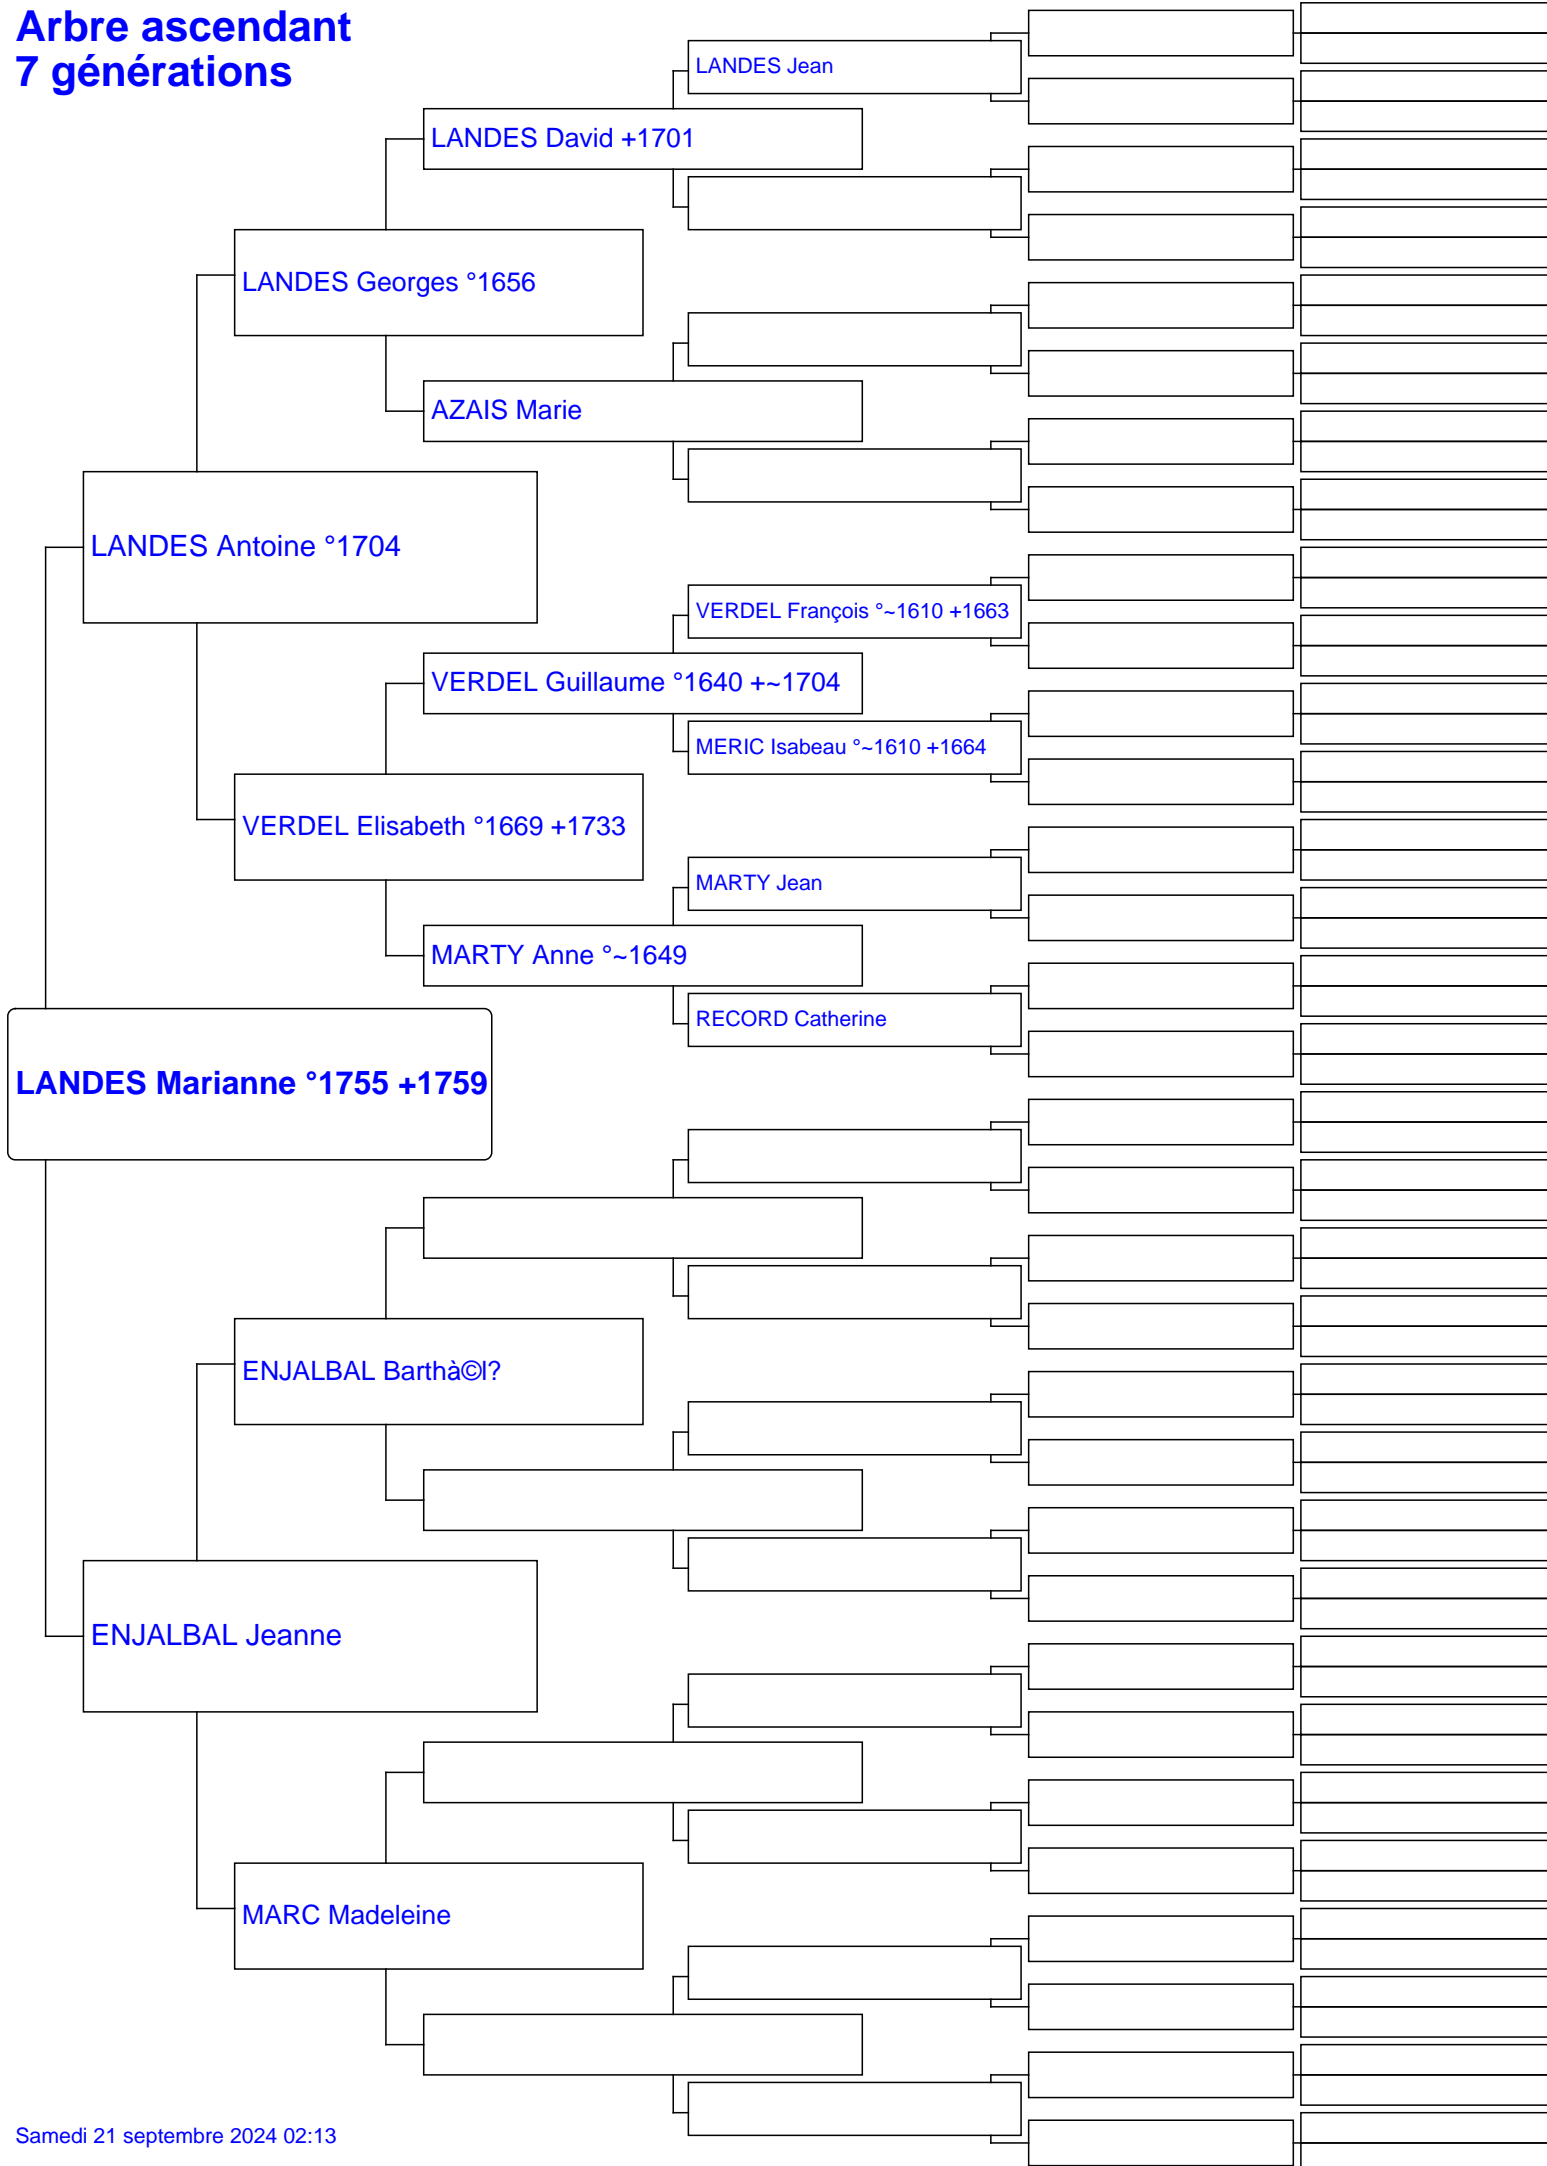 Arbre ascendant
7 générations
LANDES Jean
LANDES David +1701
LANDES Georges °1656
AZAIS Marie
LANDES Antoine °1704
VERDEL François °~1610 +1663
VERDEL Guillaume °1640 +~1704
MERIC Isabeau °~1610 +1664
VERDEL Elisabeth °1669 +1733
MARTY Jean
MARTY Anne °~1649
RECORD Catherine
LANDES Marianne °1755 +1759
ENJALBAL Barthà©l?
ENJALBAL Jeanne
MARC Madeleine
Samedi 21 septembre 2024 02:13